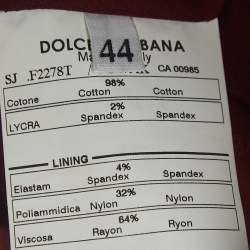 DOLCE BANA
44
Ma ly
SJ F2278T CA 00985
98%
Cotone Cotton Cotton
2%
LYCRA Spandex Spandex
LINING
4%
Elastam Spandex Spandex
32%
Poliammidica Nylon Nylon
64%
Viscosa Rayon Ryon